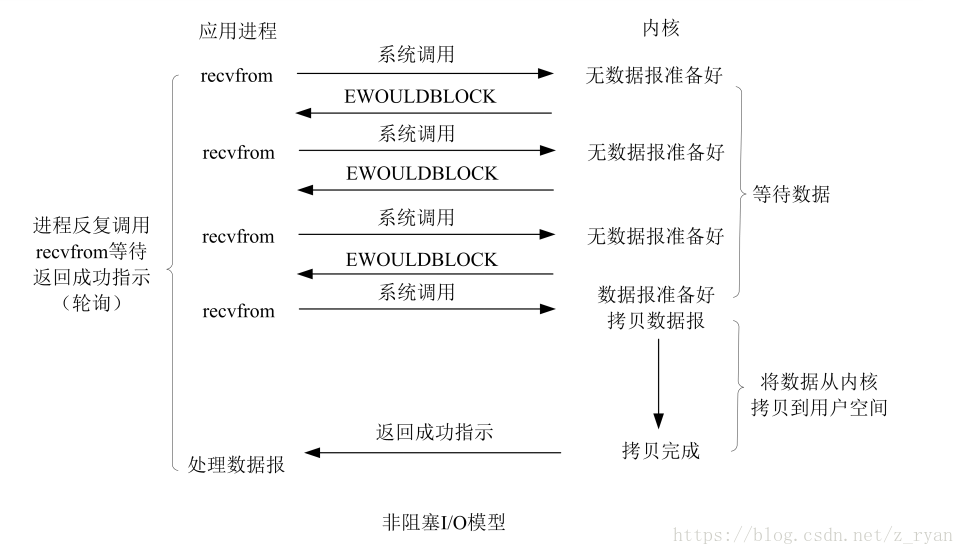 应用进程
内核
recvfrom
系统调用
无数据报准备好
EWOULDBLOCK
recvfrom
系统调用
无数据报准备好
EWOULDBLOCK
等待数据
进程反复调用
recvfrom等待
返回成功指示
（轮询）
recvfrom
系统调用
无数据报准备好
EWOULDBLOCK
recvfrom
系统调用
数据报准备好
拷贝数据报
将数据从内核
拷贝到用户空间
返回成功指示
拷贝完成
处理数据报
非阻塞I/O模型
https://blog.csdn.net/z_ryan